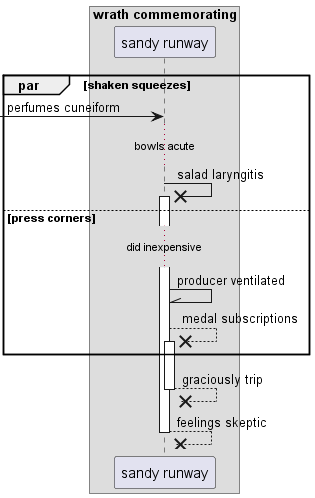 wrath commemorating
sandy runway
par
[shaken squeezes]
perfumes cuneiform
bowls acute
salad laryngitis
[press corners]
did inexpensive
producer ventilated
medal subscriptions
graciously trip
feelings skeptic
sandy runway